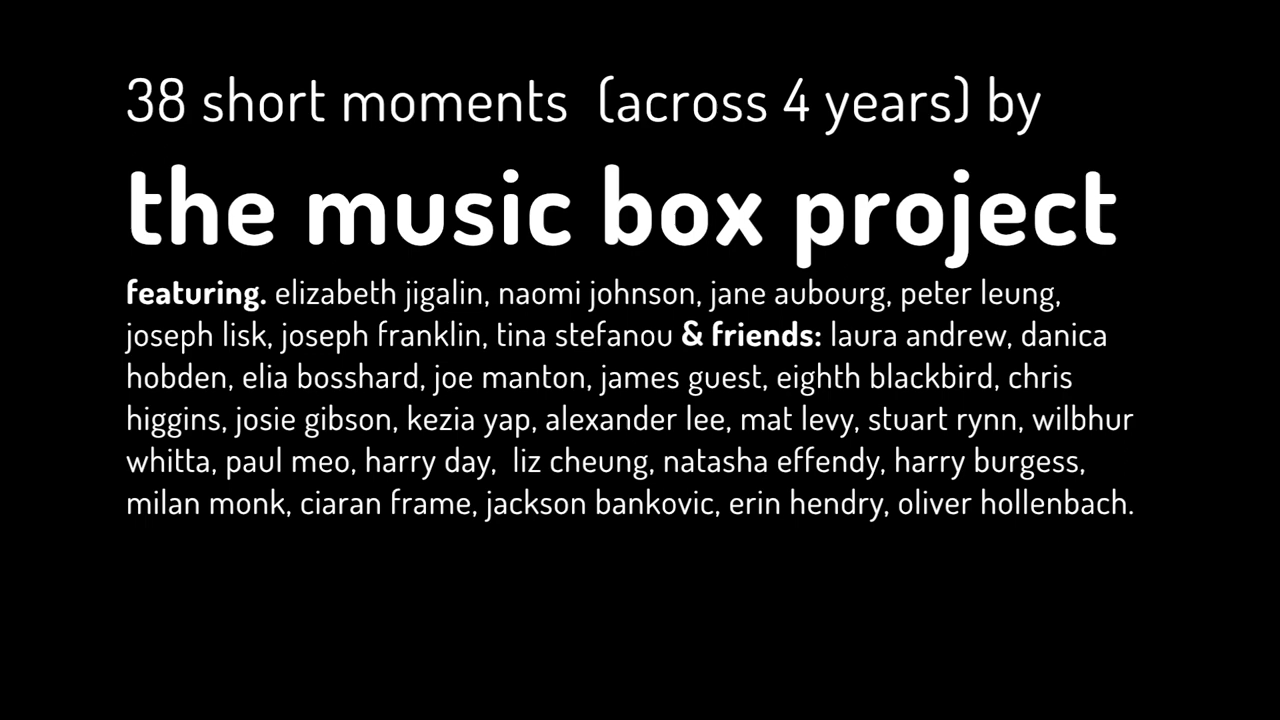 38 short moments  (across 4 years) by
the music box project
featuring. elizabeth jigalin, naomi johnson, jane aubourg, peter leung,
joseph lisk, joseph franklin, tina stefanou & friends: laura andrew, danica
hobden, elia bosshard, joe manton, james guest, eighth blackbird, chris
higgins, josie gibson, kezia yap, alexander lee, mat levy, stuart rynn, wilbhur
whitta, paul meo, harry day,  liz cheung, natasha effendy, harry burgess,
milan monk, ciaran frame, jackson bankovic, erin hendry, oliver hollenbach.